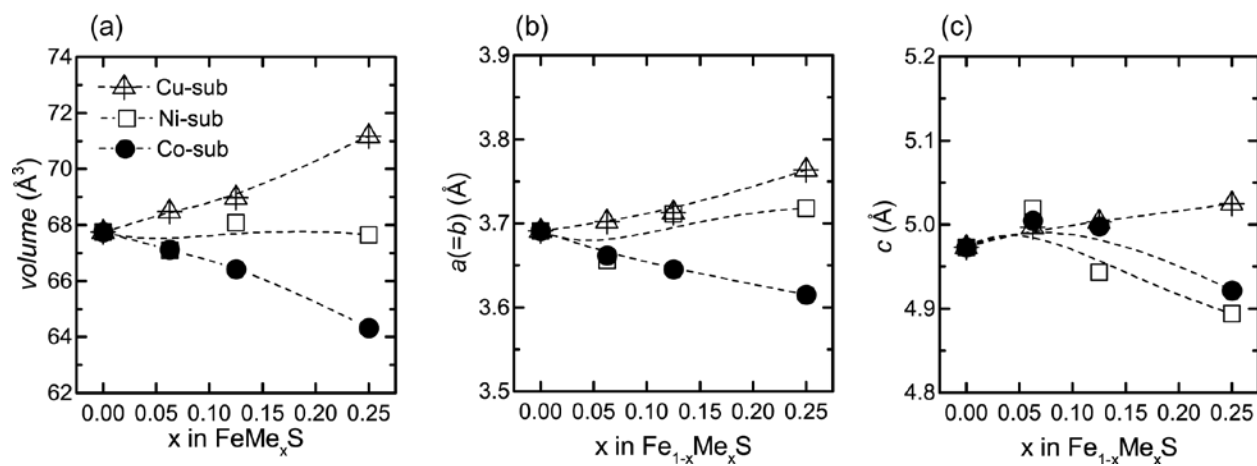 (a)
74
72
70
68
66
64
62
volume (Å³)
Cu-sub
Ni-sub
Co-sub
0.00 0.05 0.10 0.15 0.20 0.25
x in FeMeₓS
(b)
3.9
3.8
3.7
3.6
3.5
a(=b) (Å)
0.00 0.05 0.10 0.15 0.20 0.25
x in Fe₁₋ₓMeₓS
(c)
5.2
5.1
5.0
4.9
4.8
c (Å)
0.00 0.05 0.10 0.15 0.20 0.25
x in Fe₁₋ₓMeₓS